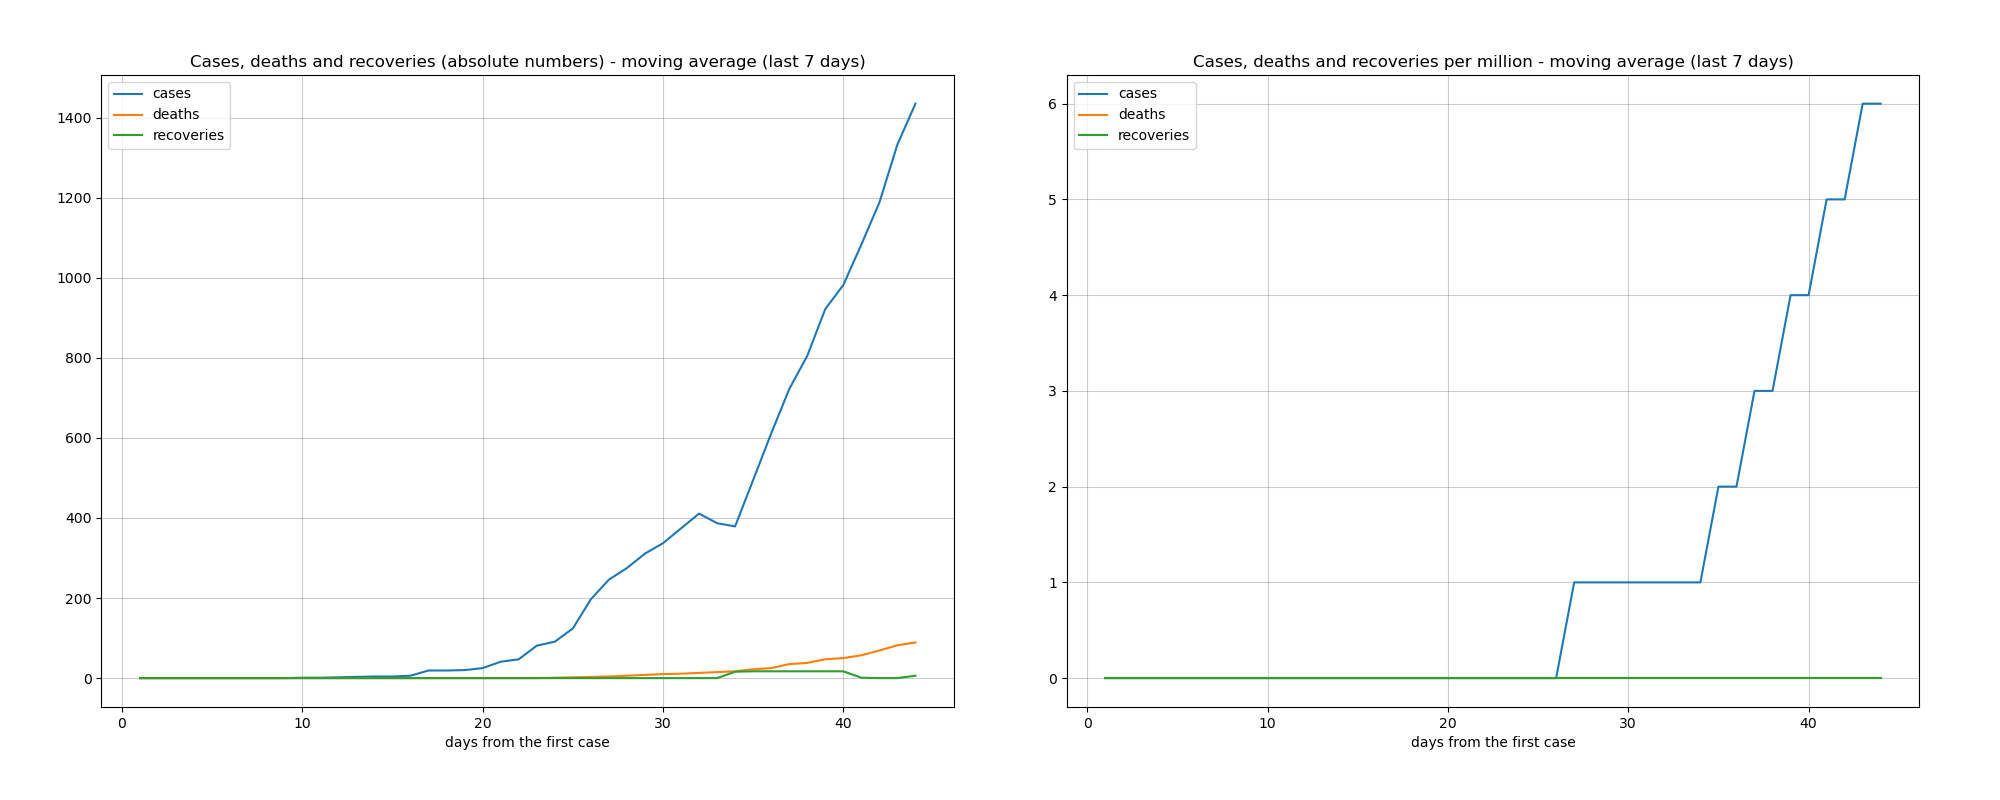 Cases, deaths and recoveries (absolute numbers) - moving average (last 7 days)
cases
deaths
recoveries
1400
1200
1000
800
600
400
200
0
0 10 20 30 40
days from the first case
Cases, deaths and recoveries per million - moving average (last 7 days)
cases
deaths
recoveries
6
5
4
3
2
1
0
0 10 20 30 40
days from the first case